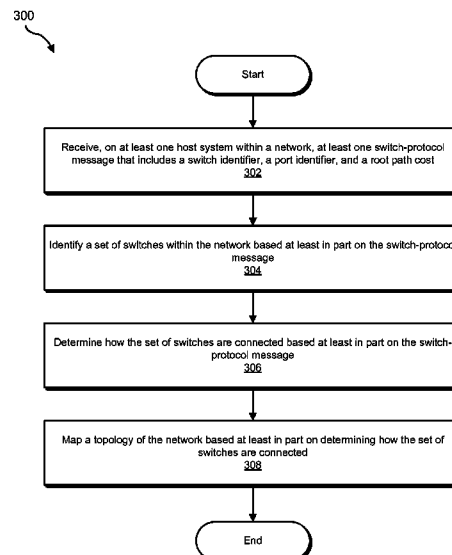 300
Start
Receive, on at least one host system within a network, at least one switch-protocol
message that includes a switch identifier, a port identifier, and a root path cost
302
Identify a set of switches within the network based at least in part on the switch-protocol
message
304
Determine how the set of switches are connected based at least in part on the switch-
protocol message
306
Map a topology of the network based at least in part on determining how the set of
switches are connected
308
End